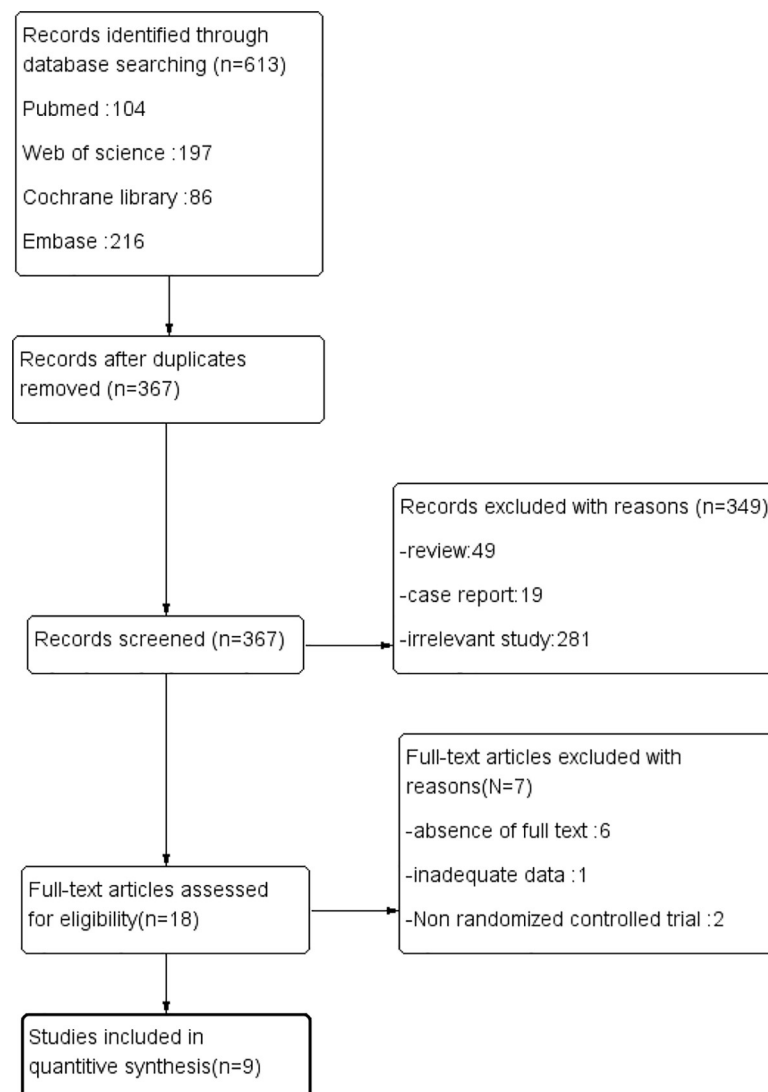 Records identified through
database searching (n=613)
Pubmed :104
Web of science :197
Cochrane library :86
Embase :216
Records after duplicates
removed (n=367)
Records excluded with reasons (n=349)
-review:49
-case report:19
-irrelevant study:281
Records screened (n=367)
Full-text articles excluded with
reasons(N=7)
-absence of full text :6
-inadequate data :1
-Non randomized controlled trial :2
Full-text articles assessed
for eligibility(n=18)
Studies included in
quantitive synthesis(n=9)